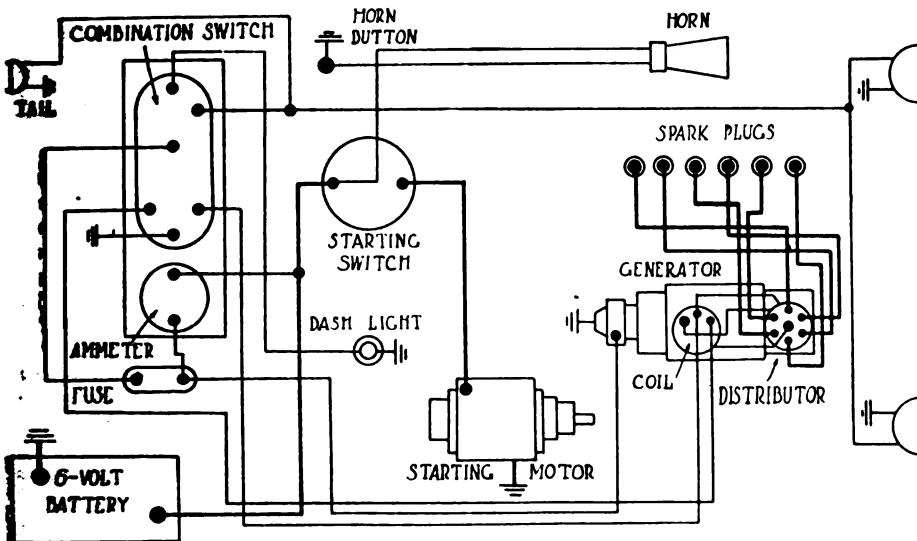 COMBINATION SWITCH
HORN
BUTTON
HORN
TAIL
SPARK PLUGS
STARTING
SWITCH
GENERATOR
DASH LIGHT
AMMETER
COIL
DISTRIBUTOR
FUSE
STARTING MOTOR
6-VOLT
BATTERY